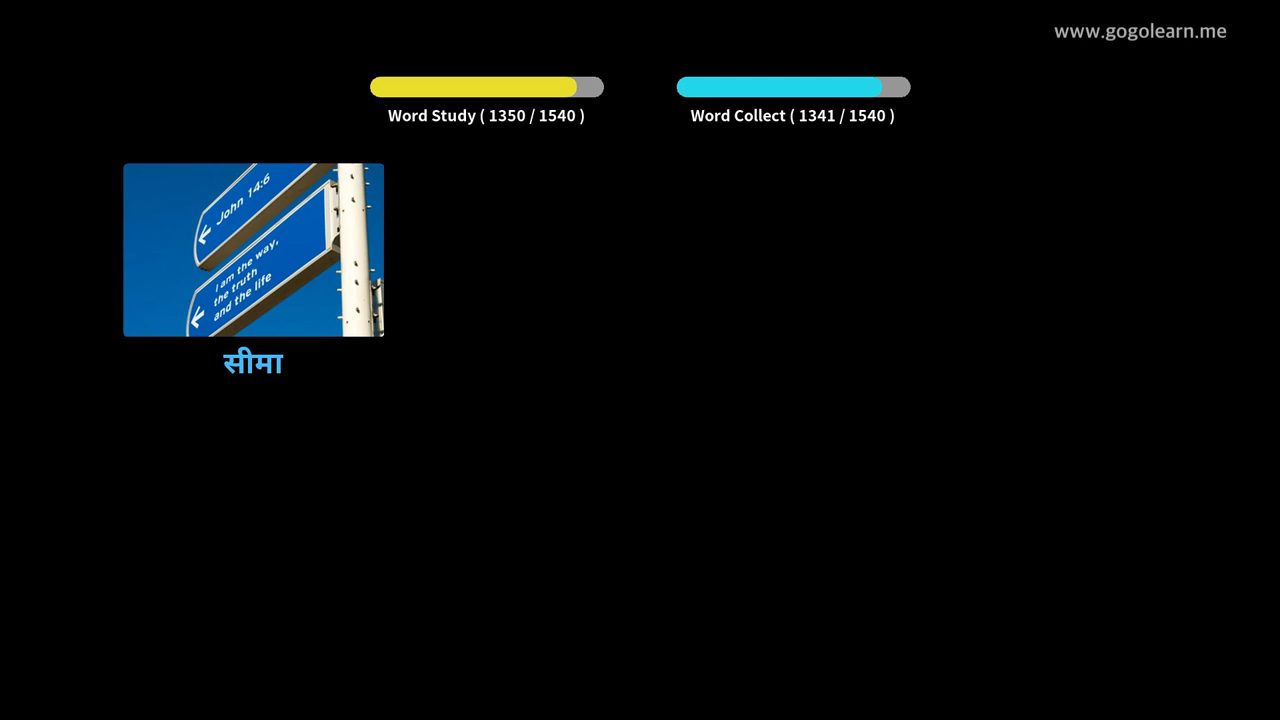 www.gogolearn.me
Word Study ( 1350 / 1540 )
Word Collect ( 1341 / 1540 )
John 14:6
I am the way,
the truth
and the life
सीमा